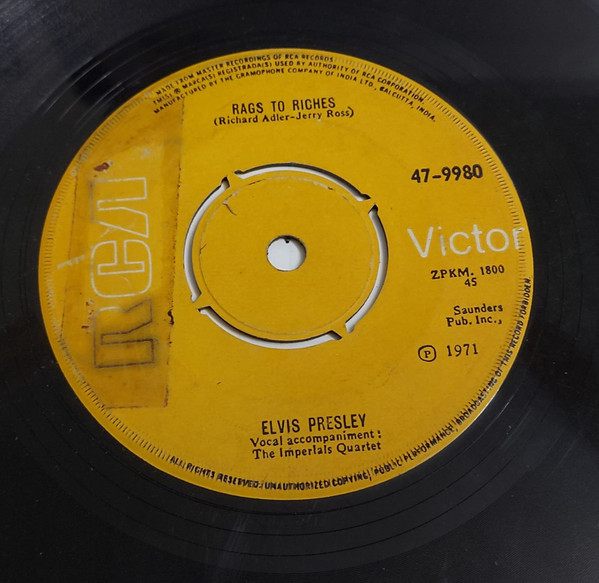 MADE FROM MASTER RECORDINGS OF RCA RECORDS
TM(S) ® MARCA(S) REGISTRADA(S) USED BY AUTHORITY OF RCA CORPORATION.
MANUFACTURED BY THE GRAMOPHONE COMPANY OF INDIA LTD., CALCUTTA, INDIA.
RAGS TO RICHES
(Richard Adler-Jerry Ross)
47-9980
RCA
Victor
ZPKM. 1800
45
Saunders
Pub. Inc.,
Ⓟ 1971
ELVIS PRESLEY
Vocal accompaniment:
The Imperials Quartet
ALL RIGHTS RESERVED. UNAUTHORIZED COPYING, PUBLIC PERFORMANCE, BROADCASTING OF THIS RECORD FORBIDDEN